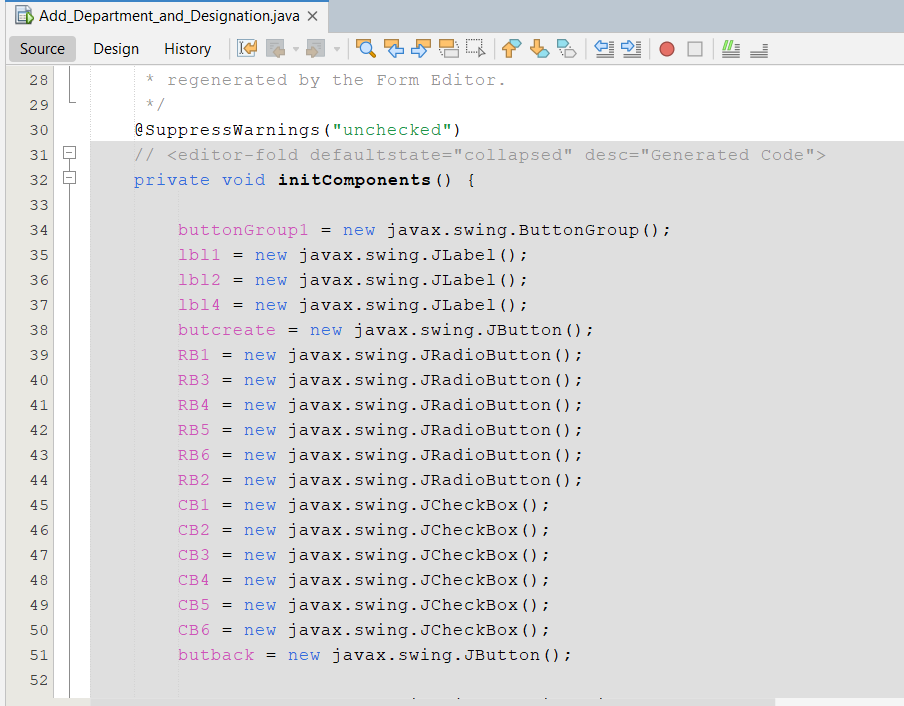 Add_Department_and_Designation.java
Source Design History
28 * regenerated by the Form Editor.
29 */
30 @SuppressWarnings("unchecked")
31 // <editor-fold defaultstate="collapsed" desc="Generated Code">
32 private void initComponents() {
33
34 buttonGroup1 = new javax.swing.ButtonGroup();
35 lbl1 = new javax.swing.JLabel();
36 lbl2 = new javax.swing.JLabel();
37 lbl4 = new javax.swing.JLabel();
38 butcreate = new javax.swing.JButton();
39 RB1 = new javax.swing.JRadioButton();
40 RB3 = new javax.swing.JRadioButton();
41 RB4 = new javax.swing.JRadioButton();
42 RB5 = new javax.swing.JRadioButton();
43 RB6 = new javax.swing.JRadioButton();
44 RB2 = new javax.swing.JRadioButton();
45 CB1 = new javax.swing.JCheckBox();
46 CB2 = new javax.swing.JCheckBox();
47 CB3 = new javax.swing.JCheckBox();
48 CB4 = new javax.swing.JCheckBox();
49 CB5 = new javax.swing.JCheckBox();
50 CB6 = new javax.swing.JCheckBox();
51 butback = new javax.swing.JButton();
52